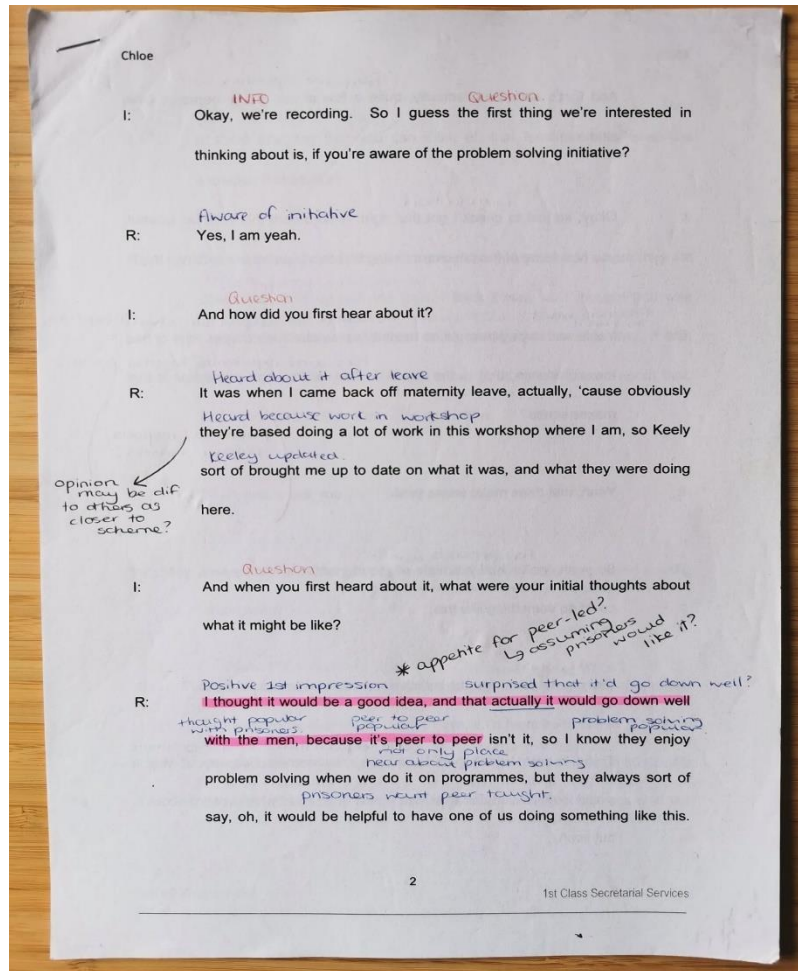 Chloe
INFO Question.
I: Okay, we're recording. So I guess the first thing we're interested in
thinking about is, if you're aware of the problem solving initiative?
Aware of initiative
R: Yes, I am yeah.
Question
I: And how did you first hear about it?
Heard about it after leave
R: It was when I came back off maternity leave, actually, 'cause obviously
Heard because work in workshop
they're based doing a lot of work in this workshop where I am, so Keely
Keeley updated.
sort of brought me up to date on what it was, and what they were doing
here.
opinion
may be dif
to others as
closer to
scheme?
Question
I: And when you first heard about it, what were your initial thoughts about
what it might be like?
* appetite for peer-led?
↳ assuming
prisoners
would
like it?
Positive 1st impression surprised that it'd go down well?
R: I thought it would be a good idea, and that actually it would go down well
thought popular with prisoners. peer to peer popular problem solving popular
with the men, because it's peer to peer isn't it, so I know they enjoy
not only place
hear about problem solving
problem solving when we do it on programmes, but they always sort of
prisoners want peer taught.
say, oh, it would be helpful to have one of us doing something like this.
2
1st Class Secretarial Services